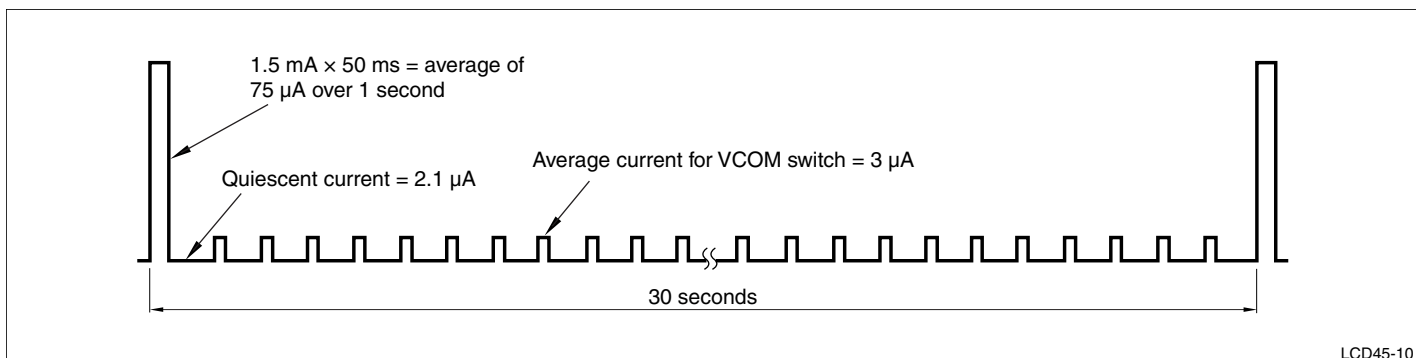 1.5 mA × 50 ms = average of
75 µA over 1 second
Average current for VCOM switch = 3 µA
Quiescent current = 2.1 µA
30 seconds
LCD45-10